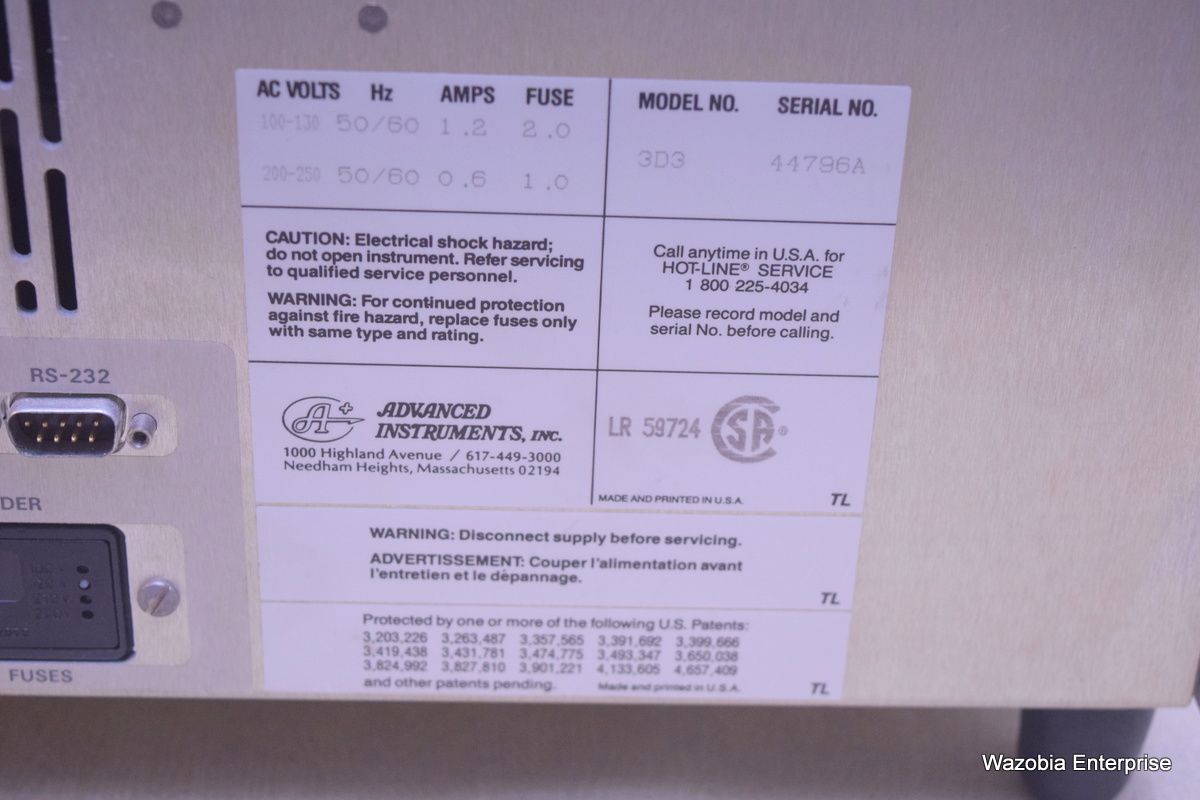 AC VOLTS Hz AMPS FUSE
100-130 50/60 1.2 2.0
200-250 50/60 0.6 1.0
MODEL NO. SERIAL NO.
3D3 44796A
CAUTION: Electrical shock hazard;
do not open instrument. Refer servicing
to qualified service personnel.
WARNING: For continued protection
against fire hazard, replace fuses only
with same type and rating.
Call anytime in U.S.A. for
HOT-LINE® SERVICE
1 800 225-4034
Please record model and
serial No. before calling.
RS-232
A+ ADVANCED
INSTRUMENTS, INC.
1000 Highland Avenue / 617-449-3000
Needham Heights, Massachusetts 02194
LR 59724 CSA®
MADE AND PRINTED IN U.S.A. TL
DER
WARNING: Disconnect supply before servicing.
ADVERTISSEMENT: Couper l'alimentation avant
l'entretien et le dépannage.
TL
FUSES
Protected by one or more of the following U.S. Patents:
3,203,226 3,263,487 3,357,565 3,391,692 3,399,666
3,419,438 3,431,781 3,474,775 3,493,347 3,650,038
3,824,992 3,827,810 3,901,221 4,133,605 4,657,409
and other patents pending. Made and printed in U.S.A. TL
Wazobia Enterprise